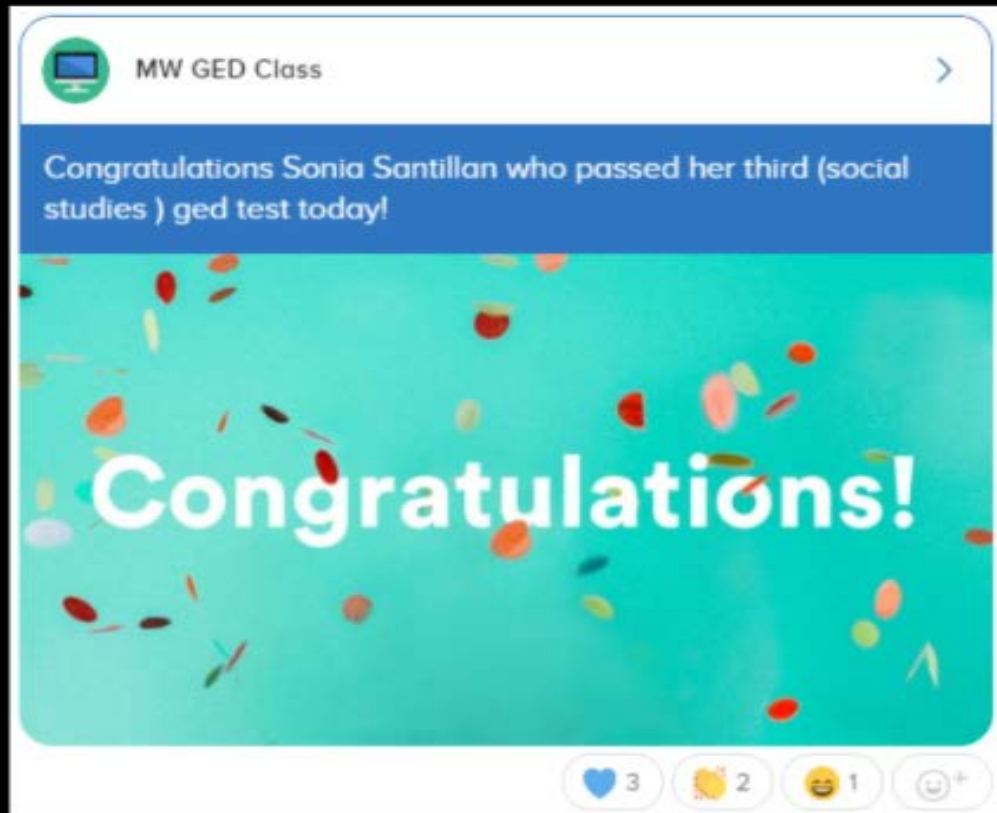 MW GED Class
Congratulations Sonia Santillan who passed her third (social
studies ) ged test today!
Congratulations!
3
2
1